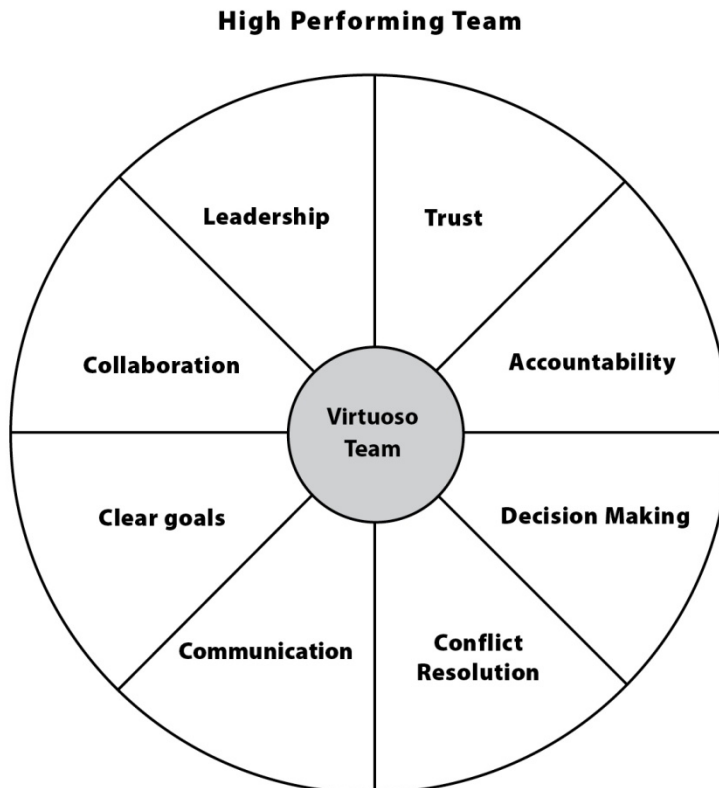 High Performing Team
Leadership
Trust
Collaboration
Accountability
Virtuoso
Team
Clear goals
Decision Making
Communication
Conflict
Resolution